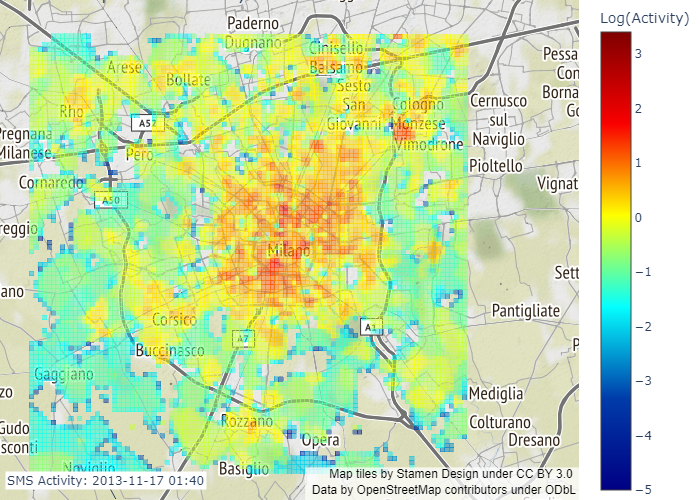 Log(Activity)
3
2
1
0
−1
−2
−3
−4
−5
Paderno
Dugnano
Cinisello
Balsamo
Arese
Bollate
Sesto
San
Giovanni
Rho
Cologno
Monzese
Cernusco
sul
Naviglio
A52
Vimodrone
Pero
Pioltello
Pregnana
Milanese
Cornaredo
A50
Vignat
reggio
Milano
Sett
ano
Pantigliate
Corsico
A1
A7
Buccinasco
Gaggiano
Mediglia
Rozzano
Colturano
Opera
Dresano
Gudo
sconti
Basiglio
Noviglio
Pessa
Con
Borna
Go
zo
P
SMS Activity: 2013-11-17 01:40
Map tiles by Stamen Design under CC BY 3.0
Data by OpenStreetMap contributors under ODbL